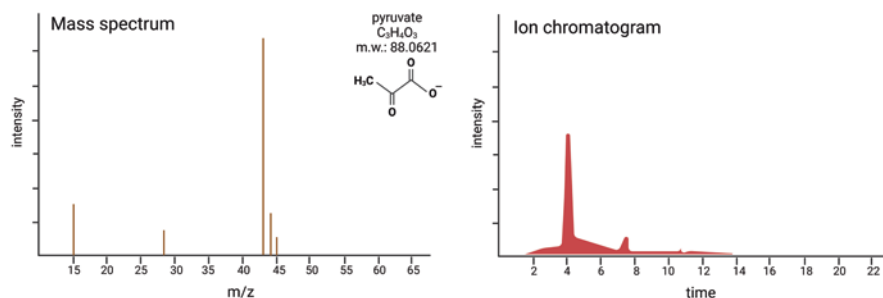 Mass spectrum
pyruvate
C₃H₄O₃
m.w.: 88.0621
H₃C
O
O⁻
O
intensity
15 20 25 30 35 40 45 50 55 60 65
m/z
Ion chromatogram
intensity
2 4 6 8 10 12 14 16 18 20 22
time